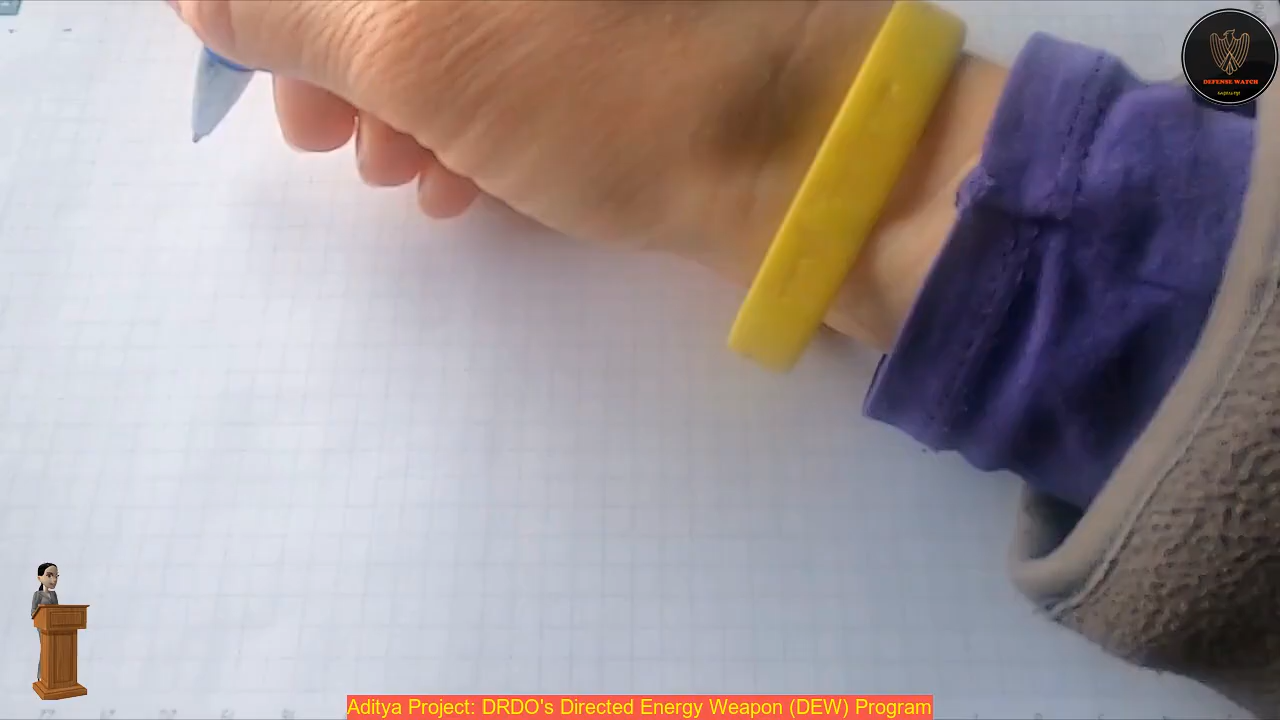 DEFENSE WATCH
Aditya Project: DRDO's Directed Energy Weapon (DEW) Program